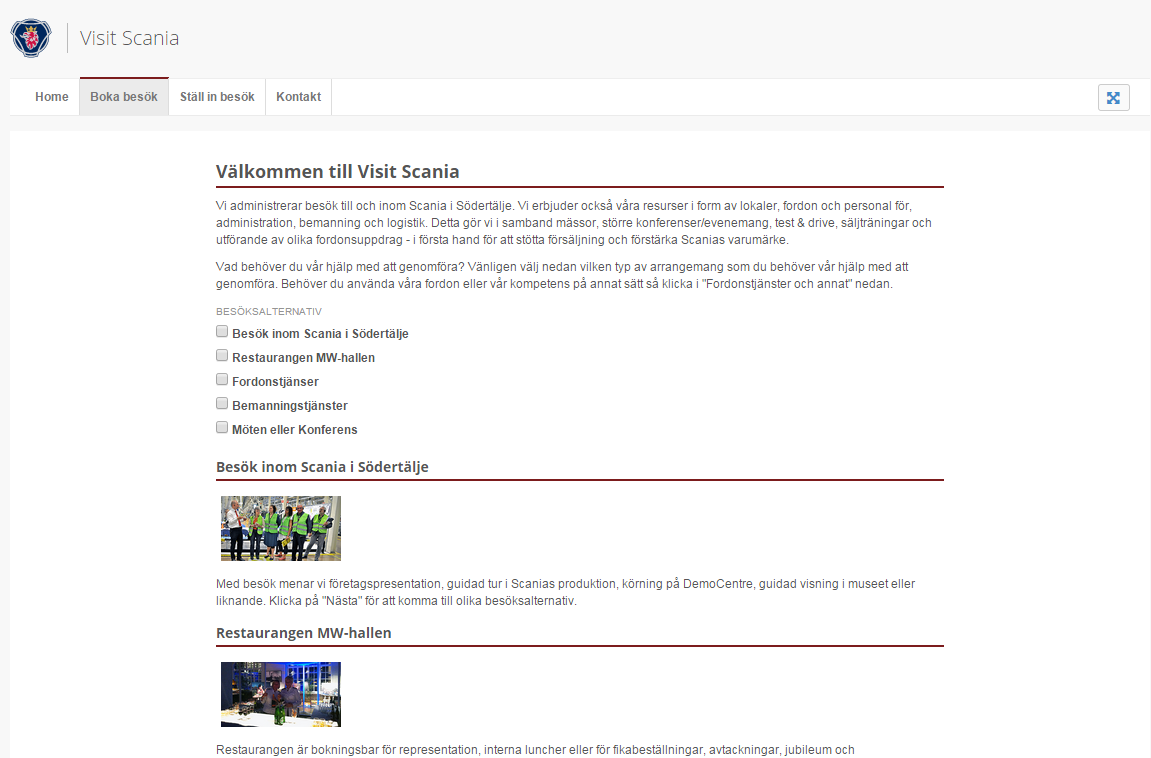 Visit Scania
Home
Boka besök
Ställ in besök
Kontakt
Välkommen till Visit Scania
Vi administrerar besök till och inom Scania i Södertälje. Vi erbjuder också våra resurser i form av lokaler, fordon och personal för,
administration, bemanning och logistik. Detta gör vi i samband mässor, större konferenser/evenemang, test & drive, säljträningar och
utförande av olika fordonsuppdrag - i första hand för att stötta försäljning och förstärka Scanias varumärke.
Vad behöver du vår hjälp med att genomföra? Vänligen välj nedan vilken typ av arrangemang som du behöver vår hjälp med att
genomföra. Behöver du använda våra fordon eller vår kompetens på annat sätt så klicka i "Fordonstjänster och annat" nedan.
BESÖKSALTERNATIV
Besök inom Scania i Södertälje
Restaurangen MW-hallen
Fordonstjänser
Bemanningstjänster
Möten eller Konferens
Besök inom Scania i Södertälje
Med besök menar vi företagspresentation, guidad tur i Scanias produktion, körning på DemoCentre, guidad visning i museet eller
liknande. Klicka på "Nästa" för att komma till olika besöksalternativ.
Restaurangen MW-hallen
Restaurangen är bokningsbar för representation, interna luncher eller för fikabeställningar, avtackningar, jubileum och